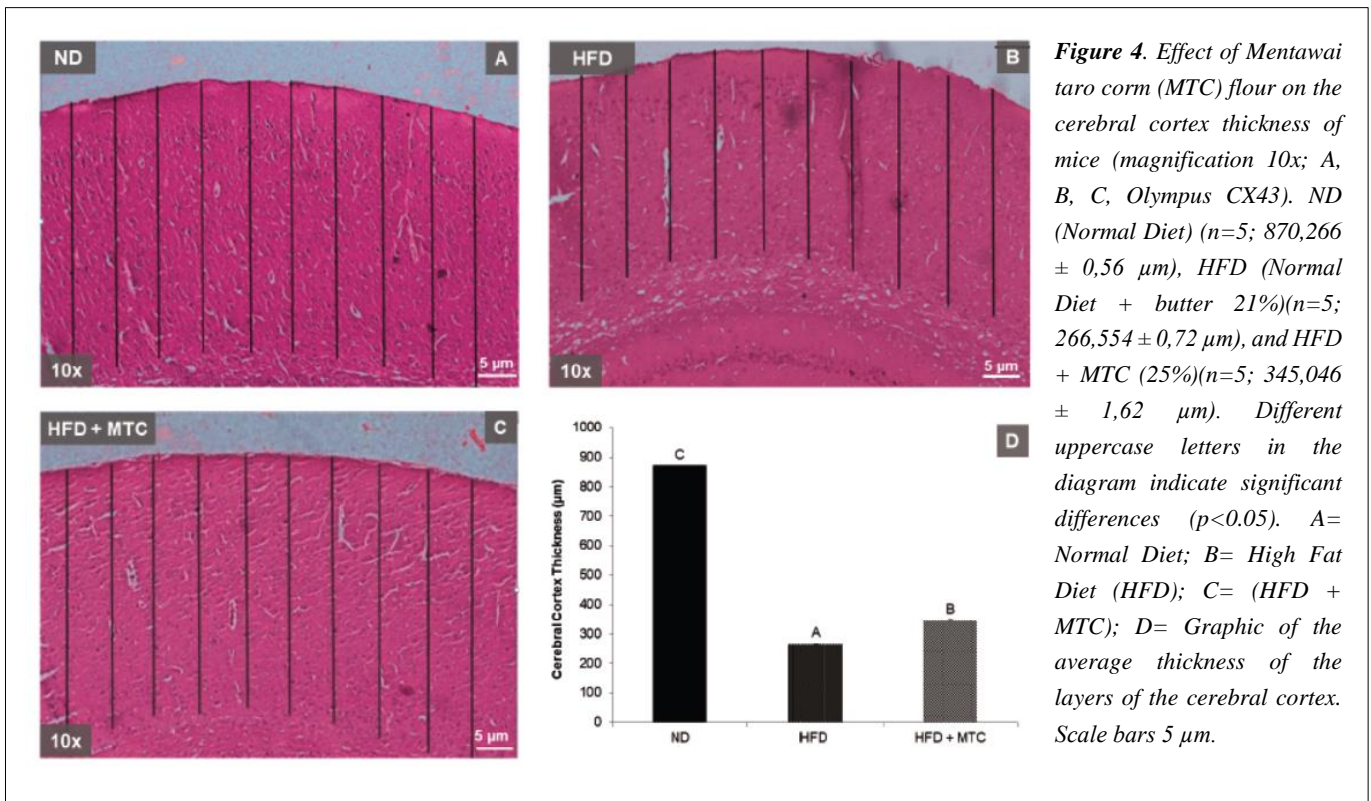 ND
A
10x
5 µm
HFD
B
10x
5 µm
HFD + MTC
C
10x
5 µm
D
Cerebral Cortex Thickness (µm)
1000
900
800
700
600
500
400
300
200
100
0
C
A
B
ND
HFD
HFD + MTC
Figure 4. Effect of Mentawai
taro corm (MTC) flour on the
cerebral cortex thickness of
mice (magnification 10x; A,
B, C, Olympus CX43). ND
(Normal Diet) (n=5; 870,266
± 0,56 µm), HFD (Normal
Diet + butter 21%)(n=5;
266,554 ± 0,72 µm), and HFD
+ MTC (25%)(n=5; 345,046
± 1,62 µm). Different
uppercase letters in the
diagram indicate significant
differences (p<0.05). A=
Normal Diet; B= High Fat
Diet (HFD); C= (HFD +
MTC); D= Graphic of the
average thickness of the
layers of the cerebral cortex.
Scale bars 5 µm.